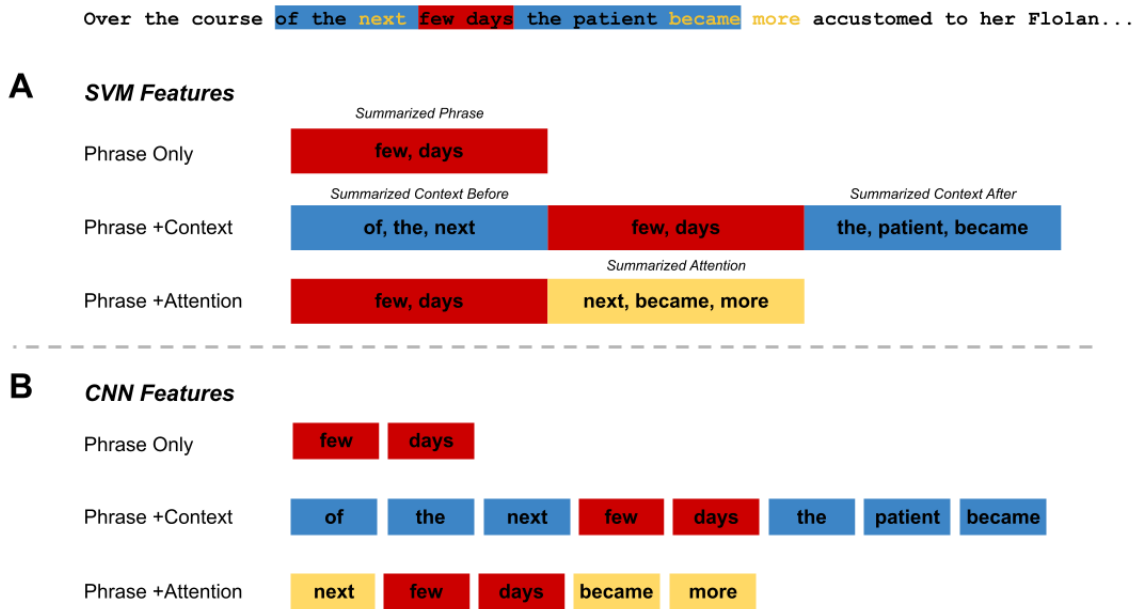 Over the course of the next few days the patient became more accustomed to her Flolan...
A SVM Features
Summarized Phrase
Phrase Only few, days
Summarized Context Before Summarized Context After
Phrase +Context of, the, next few, days the, patient, became
Summarized Attention
Phrase +Attention few, days next, became, more
B CNN Features
Phrase Only few days
Phrase +Context of the next few days the patient became
Phrase +Attention next few days became more